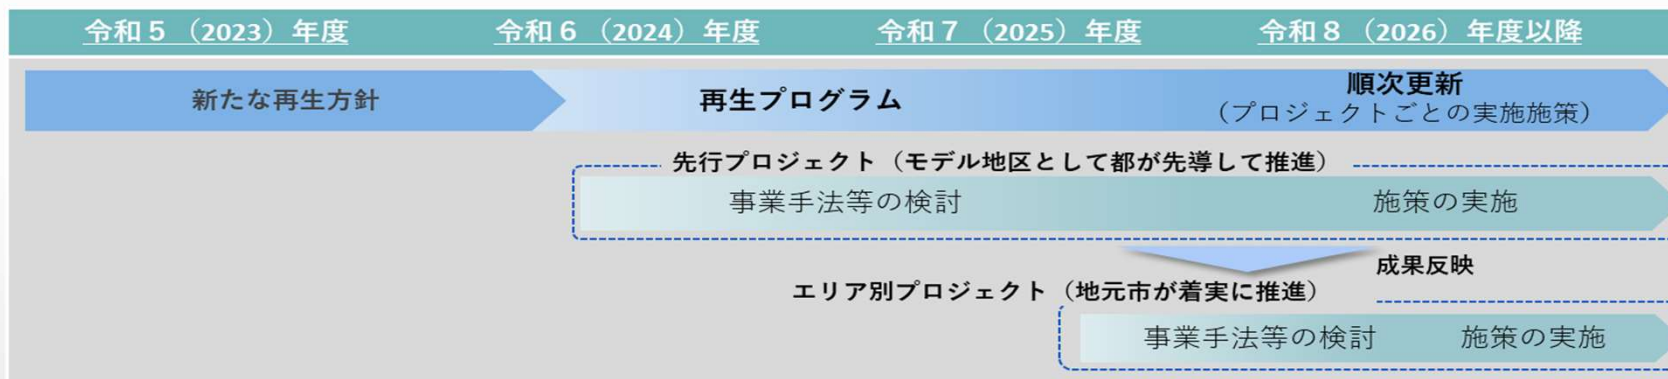 令和５（2023）年度
令和６（2024）年度
令和７（2025）年度
令和８（2026）年度以降
新たな再生方針
再生プログラム
順次更新
（プロジェクトごとの実施施策）
先行プロジェクト（モデル地区として都が先導して推進）
事業手法等の検討
施策の実施
成果反映
エリア別プロジェクト（地元市が着実に推進）
事業手法等の検討
施策の実施